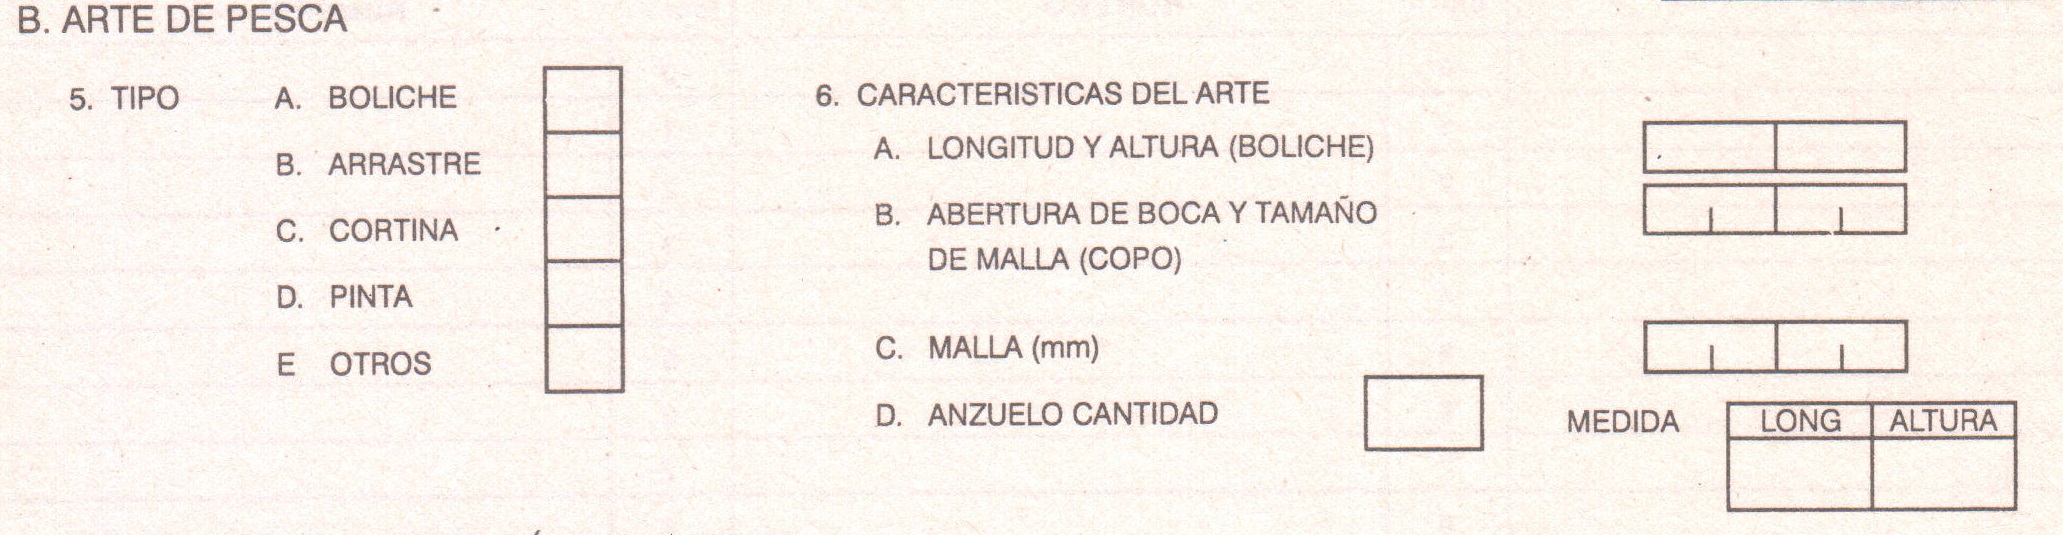 B. ARTE DE PESCA
5. TIPO A. BOLICHE
B. ARRASTRE
C. CORTINA
D. PINTA
E OTROS
6. CARACTERISTICAS DEL ARTE
A. LONGITUD Y ALTURA (BOLICHE)
B. ABERTURA DE BOCA Y TAMAÑO
DE MALLA (COPO)
C. MALLA (mm)
D. ANZUELO CANTIDAD
MEDIDA LONG ALTURA